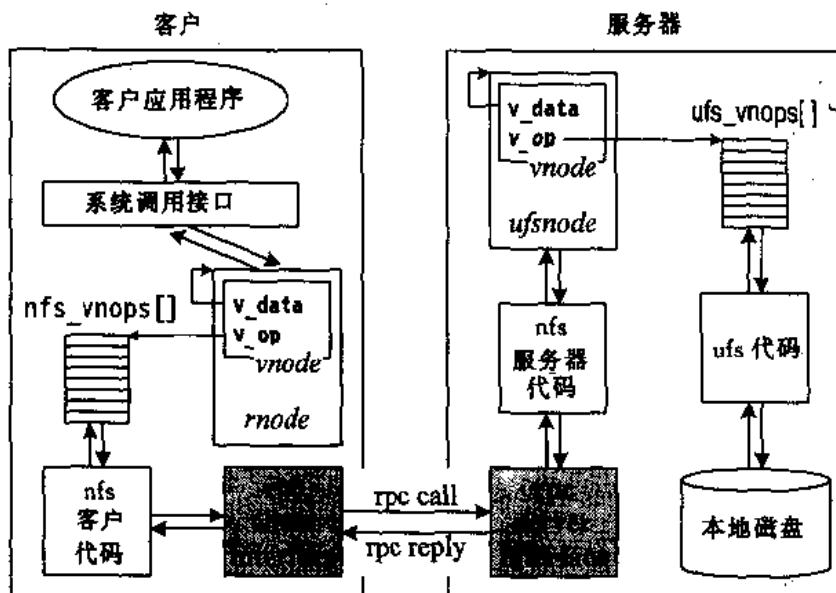 客户
客户应用程序
系统调用接口
v_data
v_op
vnode
rnode
nfs_vnops[]
nfs
客户
代码
rpc call
rpc reply
服务器
v_data
v_op
vnode
ufsnode
ufs_vnops[]
nfs
服务器
代码
ufs 代码
本地磁盘